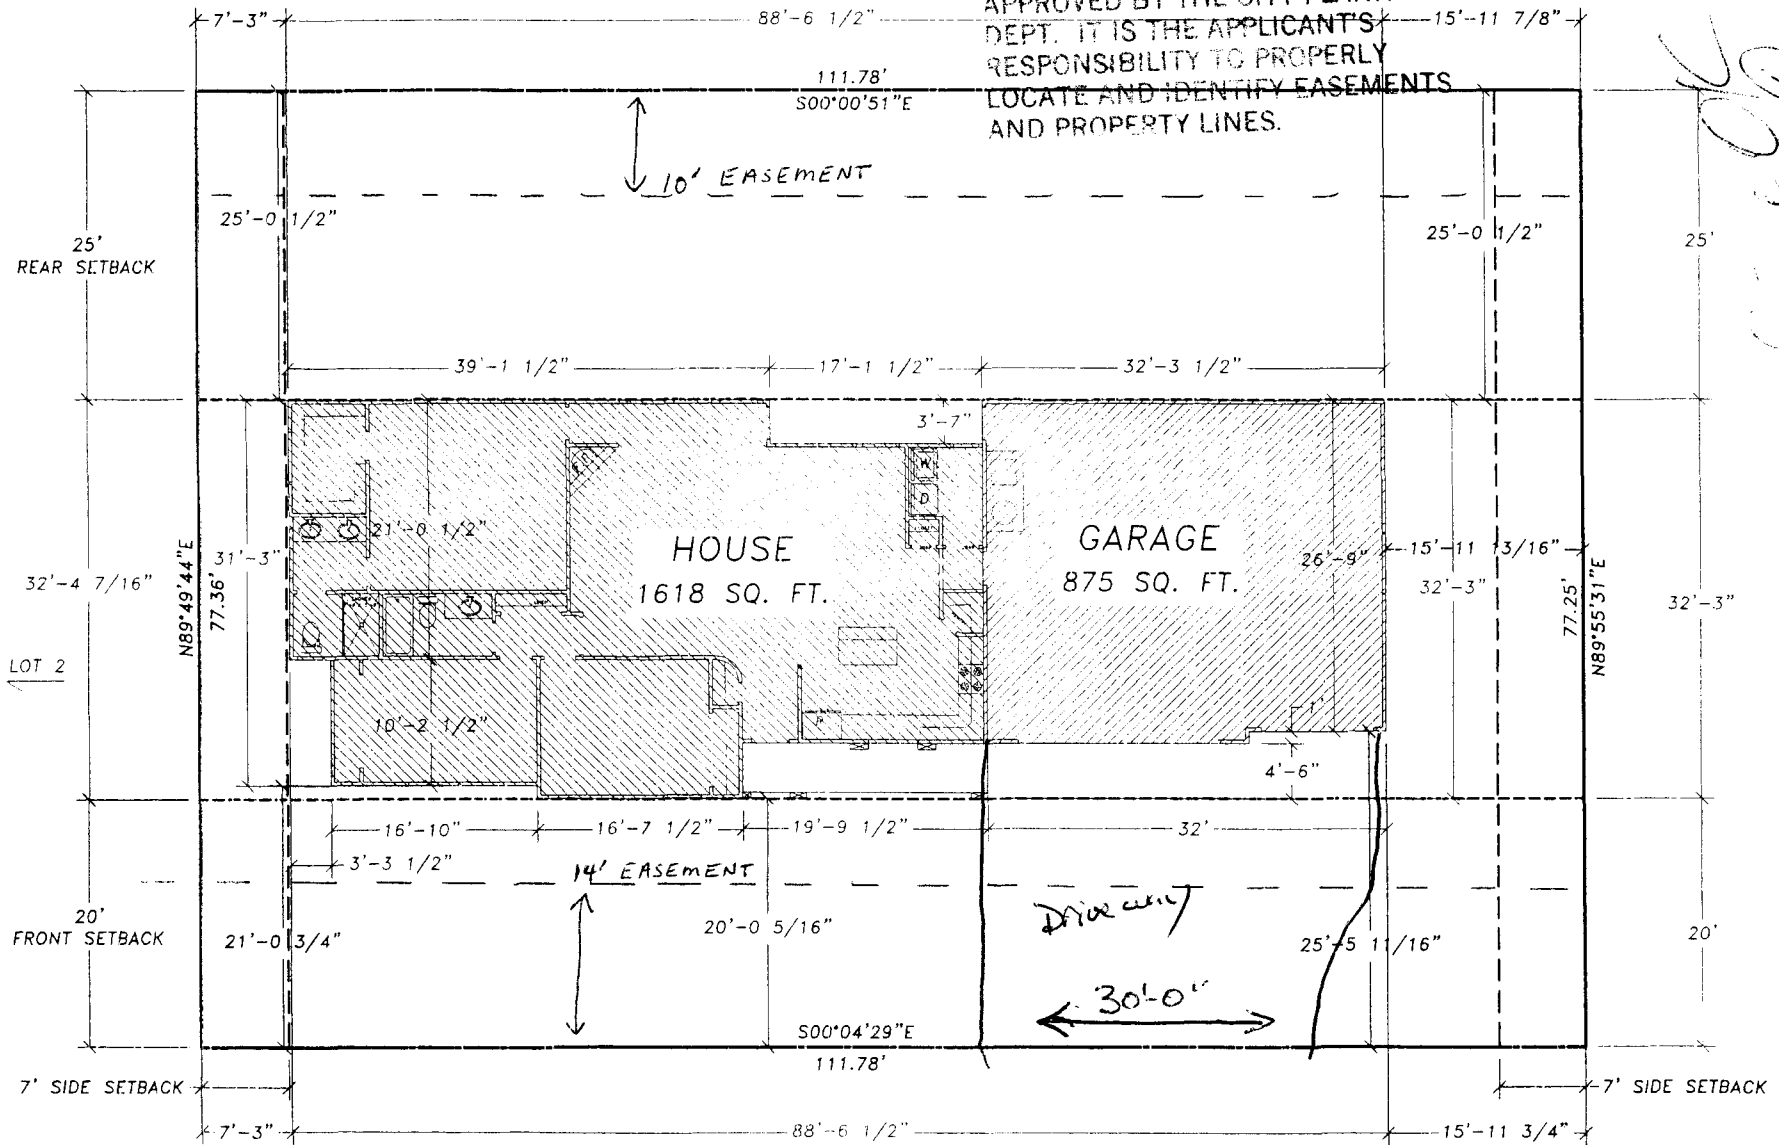 APPROVED BY THE CITY
DEPT. IT IS THE APPLICANT'S
RESPONSIBILITY TO PROPERLY
LOCATE AND IDENTIFY EASEMENTS
AND PROPERTY LINES.
7'-3"
88'-6 1/2"
15'-11 7/8"
111.78'
S00°00'51"E
OK
10' EASEMENT
25'-0 1/2"
25'-0 1/2"
25'
REAR SETBACK
25'
39'-1 1/2"
17'-1 1/2"
32'-3 1/2"
3'-7"
W
D
21'-0 1/2"
31'-3"
HOUSE
1618 SQ. FT.
GARAGE
875 SQ. FT.
26'-9"
15'-11 13/16"
32'-3"
32'-4 7/16"
N89°49'44"E
77.36'
77.25'
N89°55'31"E
32'-3"
LOT 2
10'-2 1/2"
1'
4'-6"
16'-10"
16'-7 1/2"
19'-9 1/2"
32'
3'-3 1/2"
14' EASEMENT
20'
FRONT SETBACK
21'-0 3/4"
20'-0 5/16"
Driveway
25'-5 11/16"
20'
30'-0"
S00°04'29"E
111.78'
7' SIDE SETBACK
7' SIDE SETBACK
7'-3"
88'-6 1/2"
15'-11 3/4"